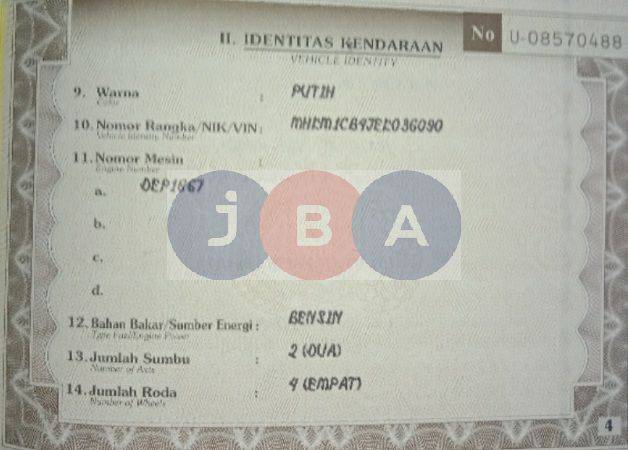 II. IDENTITAS KENDARAAN
VEHICLE IDENTITY
No U-08570488
9. Warna : PUTIH
Color
10. Nomor Rangka/NIK/VIN: MHKM1CB4JEK036090
Vehicle Identity Number
11. Nomor Mesin :
Engine Number
a. DEP1667
b.
c.
d.
jBA
12. Bahan Bakar/Sumber Energi : BENSIN
Type Fuel/Engine Power
13. Jumlah Sumbu : 2 (DUA)
Number of Axis
14. Jumlah Roda : 4 (EMPAT)
Number of Wheels
4